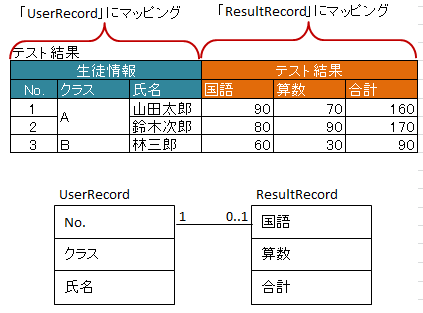 「UserRecord」にマッピング 「ResultRecord」にマッピング
テスト結果
生徒情報 テスト結果
No. クラス 氏名 国語 算数 合計
1 A 山田太郎 90 70 160
2 鈴木次郎 80 90 170
3 B 林三郎 60 30 90
UserRecord ResultRecord
No. 1 0..1 国語
クラス 算数
氏名 合計